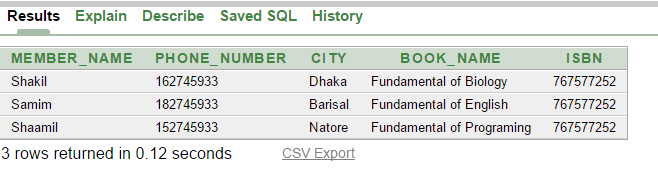 Results Explain Describe Saved SQL History
MEMBER_NAME PHONE_NUMBER CITY BOOK_NAME ISBN
Shakil 162745933 Dhaka Fundamental of Biology 767577252
Samim 182745933 Barisal Fundamental of English 767577252
Shaamil 152745933 Natore Fundamental of Programing 767577252
3 rows returned in 0.12 seconds CSV Export